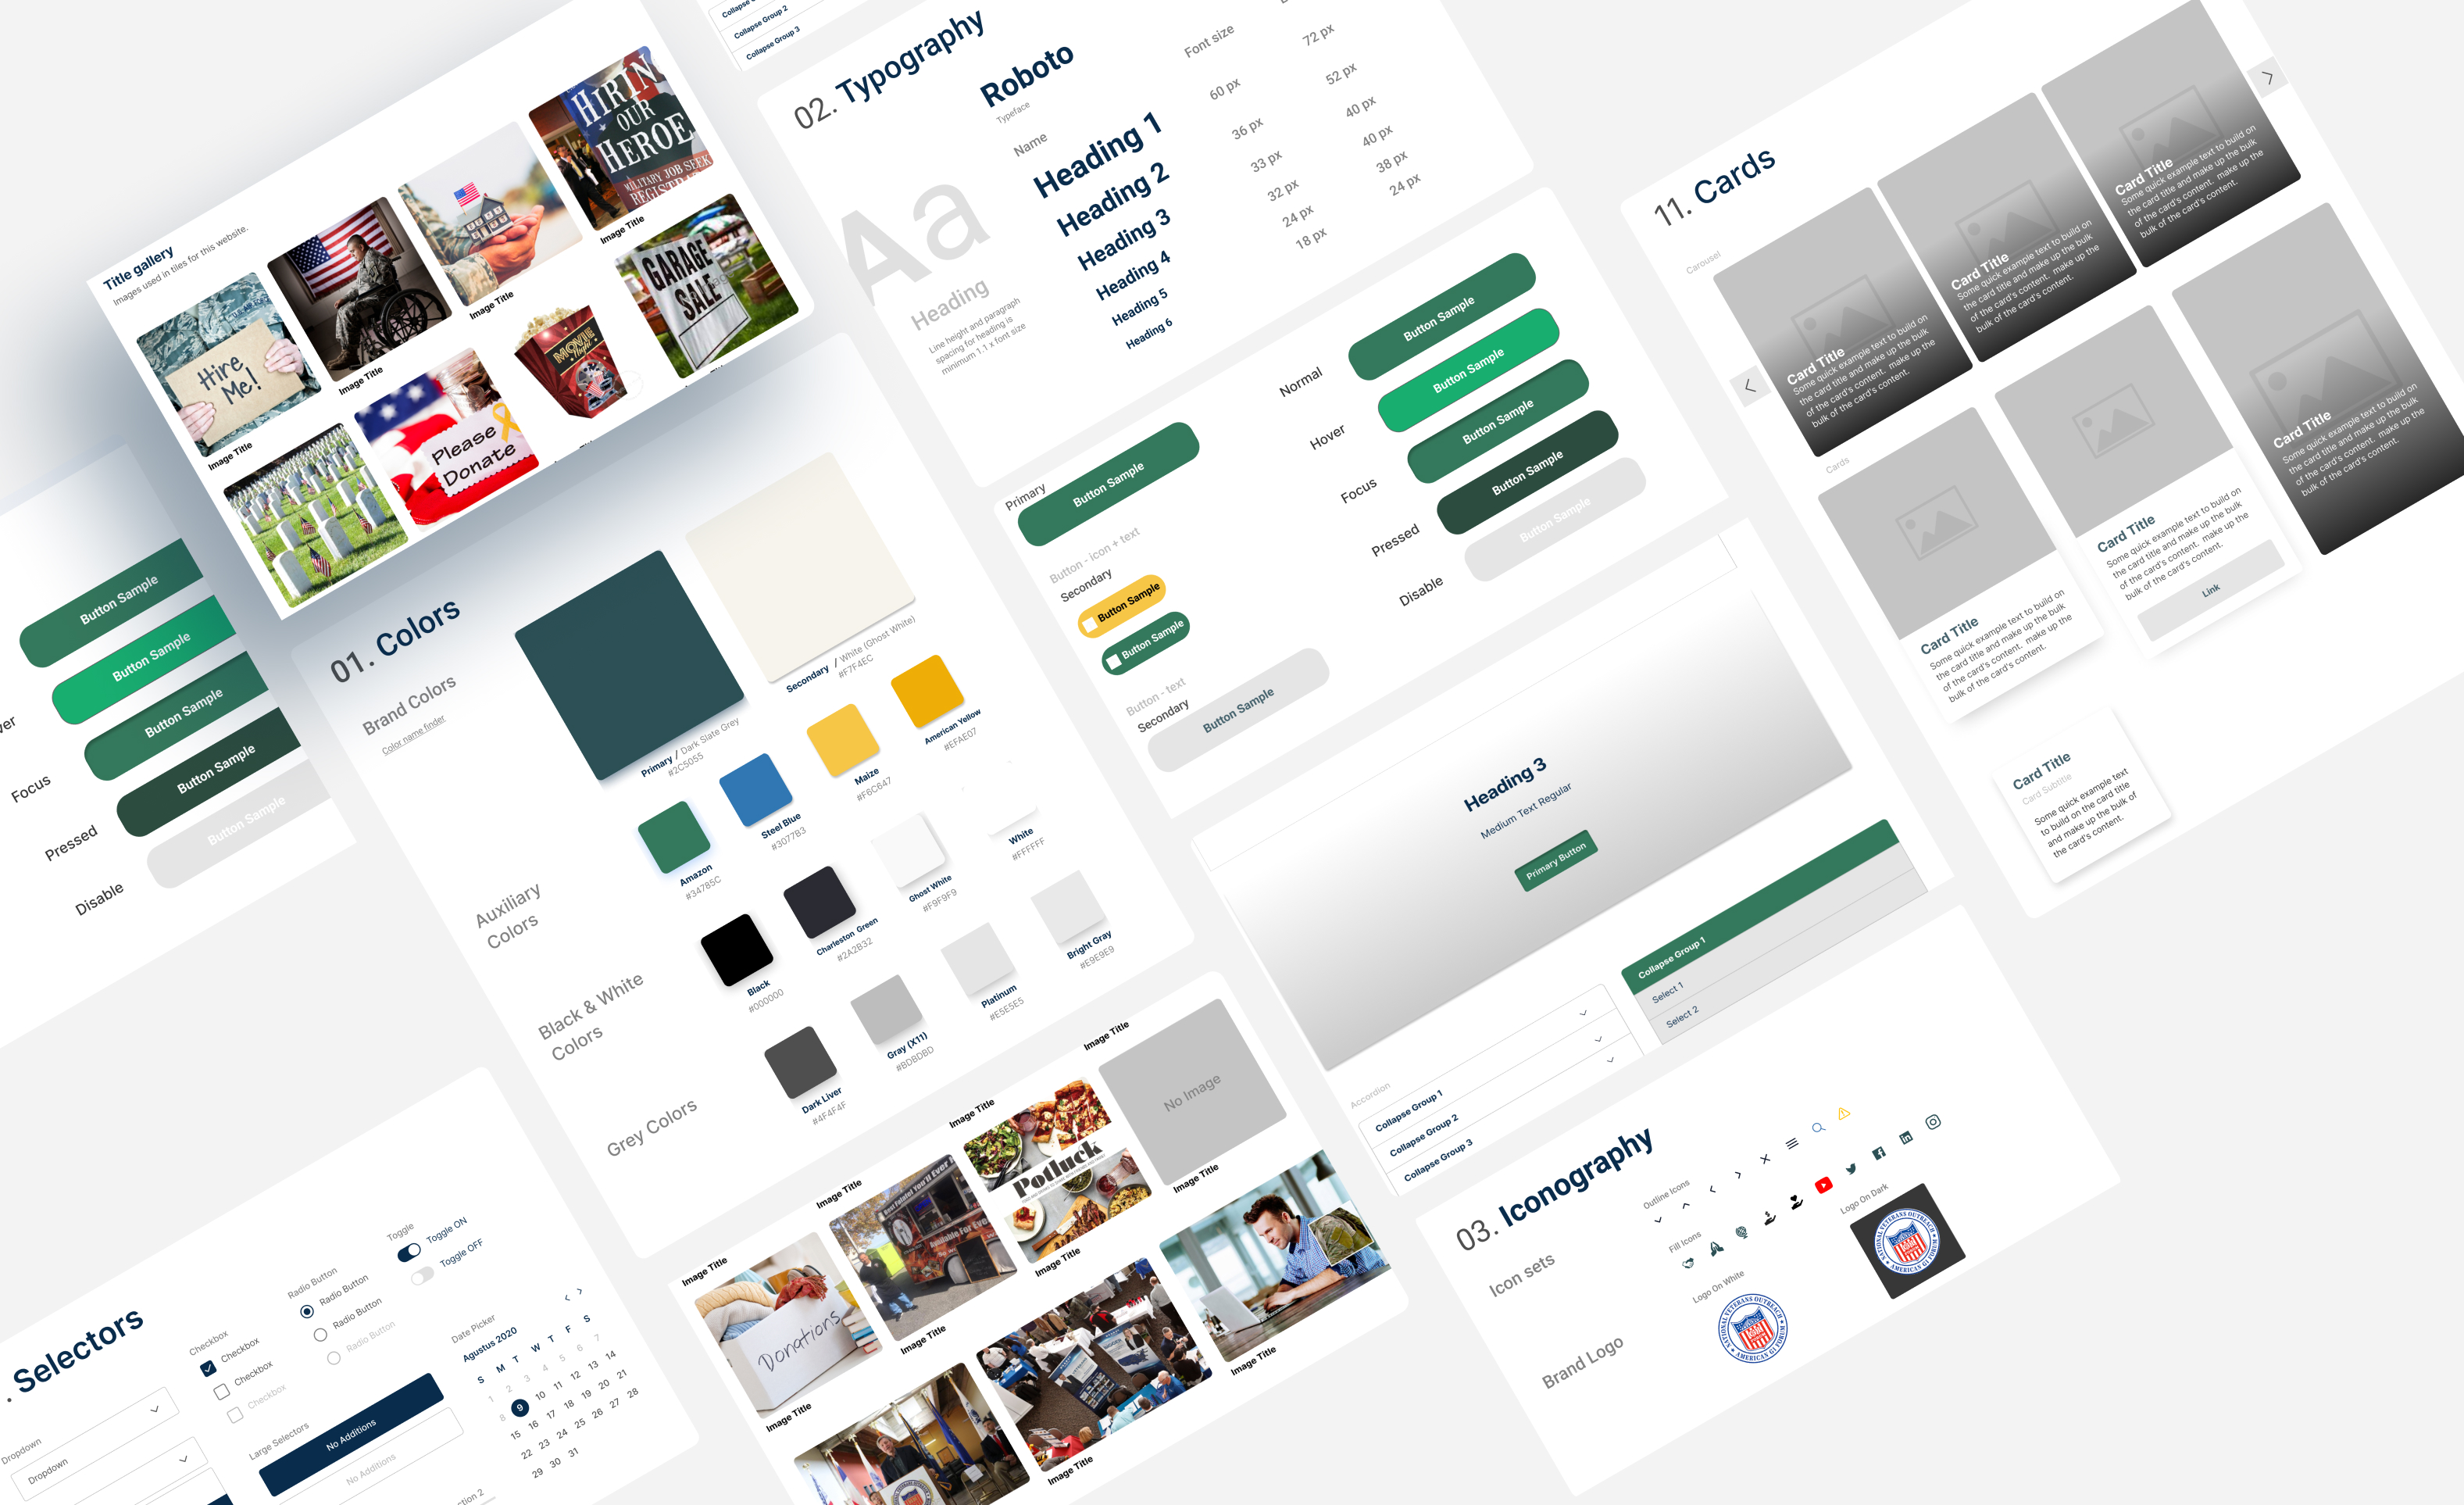 Collapse Group 2
Collapse Group 3
Title gallery
Images used in tiles for this website.
Hire
Me!
Image Title
Image Title
Image Title
HIRIN
OUR
HEROE
MILITARY JOB SEEK
Image Title
Please
Donate
MOVIE
Night
GARAGE
SALE
02. Typography
Roboto
Typeface
Name
Font size
Heading 1
60 px
72 px
Heading 2
36 px
52 px
Heading 3
33 px
40 px
Heading 4
32 px
40 px
Heading 5
24 px
38 px
Heading 6
18 px
24 px
Aa
Heading
Line height and paragraph
spacing for heading is
minimum 1.1 x font size
Primary
Button Sample
Button - icon + text
Secondary
Button Sample
Button Sample
Button - text
Secondary
Button Sample
Normal
Button Sample
Hover
Button Sample
Focus
Button Sample
Pressed
Button Sample
Disable
Button Sample
11. Cards
Carousel
Card Title
Some quick example text to build on
the card title and make up the bulk
of the card's content. make up the
bulk of the card's content.
Card Title
Some quick example text to build on
the card title and make up the bulk
of the card's content. make up the
bulk of the card's content.
Card Title
Some quick example text to build on
the card title and make up the bulk
of the card's content. make up the
bulk of the card's content.
Cards
Card Title
Some quick example text to build on
the card title and make up the bulk
of the card's content. make up the
bulk of the card's content.
Card Title
Some quick example text to build on
the card title and make up the bulk
of the card's content. make up the
bulk of the card's content.
Link
Card Title
Some quick example text to build on
the card title and make up the bulk
of the card's content. make up the
bulk of the card's content.
Card Title
Card Subtitle
Some quick example text
to build on the card title
and make up the bulk of
the card's content.
Button Sample
Button Sample
Focus
Button Sample
Pressed
Button Sample
Disable
Button Sample
01. Colors
Brand Colors
Color name finder
Primary / Dark Slate Grey
#2C5055
Secondary / White (Ghost White)
#F7F4EC
Auxiliary
Colors
Amazon
#34785C
Steel Blue
#3077B3
Maize
#F6C647
American Yellow
#EFAE07
Black & White
Colors
Black
#000000
Charleston Green
#2A2B32
Ghost White
#F9F9F9
White
#FFFFFF
Grey Colors
Dark Liver
#4F4F4F
Gray (X11)
#BDBDBD
Platinum
#E5E5E5
Bright Gray
#E9E9E9
Heading 3
Medium Text Regular
Primary Button
Accordion
Collapse Group 1
Collapse Group 2
Collapse Group 3
Collapse Group 1
Select 1
Select 2
03. Iconography
Icon sets
Outline Icons
Fill Icons
Brand Logo
Logo On White
NATIONAL VETERANS OUTREACH
AMERICAN GI FORUM
Logo On Dark
NATIONAL VETERANS OUTREACH
AMERICAN GI FORUM
Image Title
Image Title
Image Title
Image Title
Donations
Potluck
No Image
Image Title
Image Title
Image Title
Image Title
Image Title
Image Title
. Selectors
Dropdown
Dropdown
Checkbox
Checkbox
Checkbox
Checkbox
Radio Button
Radio Button
Radio Button
Radio Button
Toggle
Toggle ON
Toggle OFF
Large Selectors
No Additions
No Additions
Date Picker
Agustus 2020
S M T W T F S
1 2 3 4 5 6 7
8 9 10 11 12 13 14
15 16 17 18 19 20 21
22 23 24 25 26 27 28
29 30 31